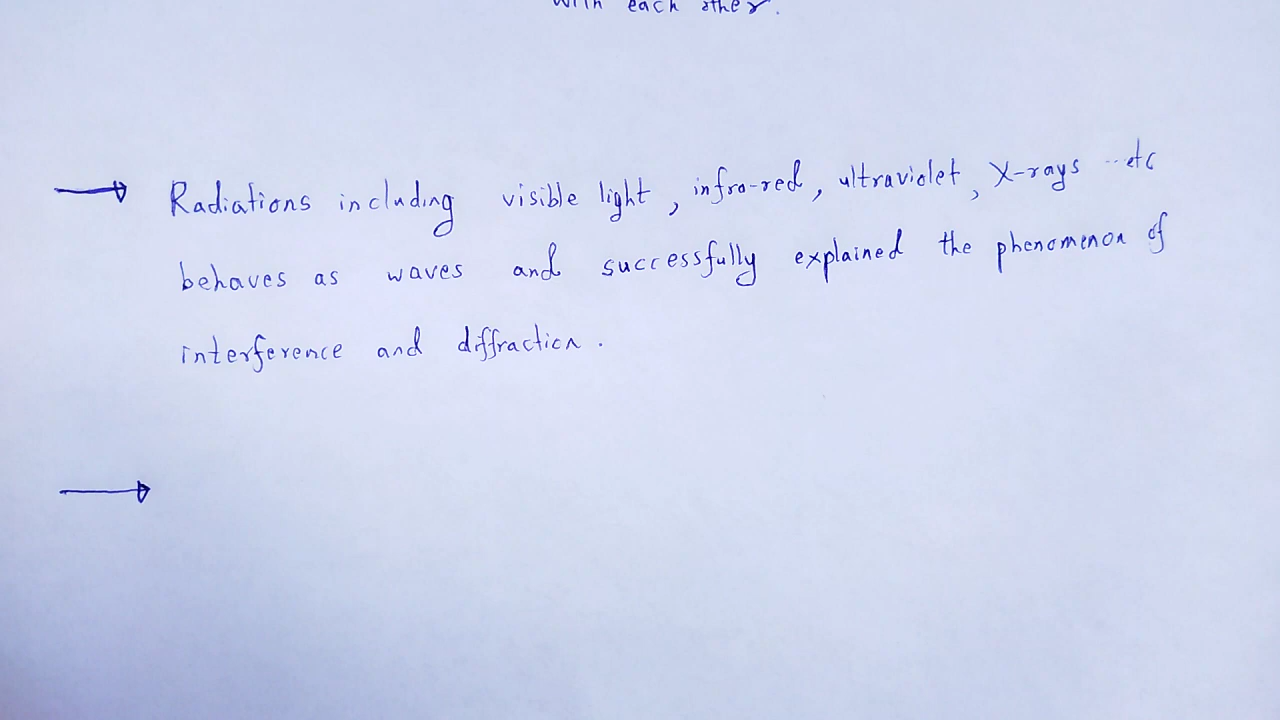 with each other.
Radiations including visible light, infra-red, ultraviolet, X-rays ...etc
behaves as waves and successfully explained the phenomenon of
interference and diffraction.